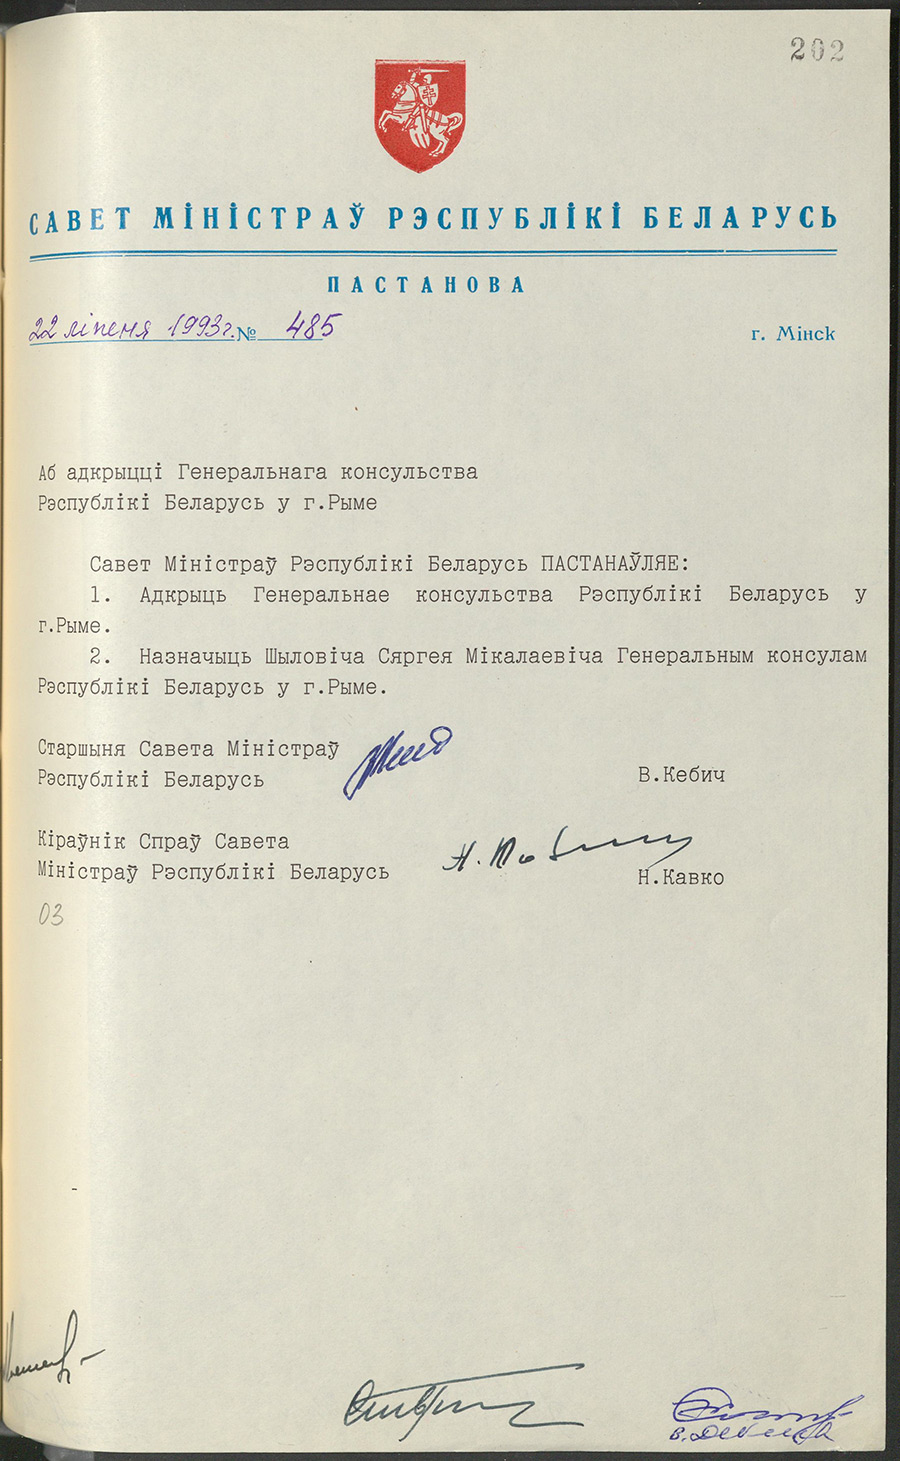 202
САВЕТ МІНІСТРАЎ РЭСПУБЛІКІ БЕЛАРУСЬ
ПАСТАНОВА
22 ліпеня 1993г. № 485
г. Мінск
Аб адкрыцці Генеральнага консульства
Рэспублікі Беларусь у г.Рыме
Савет Міністраў Рэспублікі Беларусь ПАСТАНАЎЛЯЕ:
1. Адкрыць Генеральнае консульства Рэспублікі Беларусь у
г.Рыме.
2. Назначыць Шыловіча Сяргея Мікалаевіча Генеральным консулам
Рэспублікі Беларусь у г.Рыме.
Старшыня Савета Міністраў
Рэспублікі Беларусь
В.Кебич
Кіраўнік Спраў Савета
Міністраў Рэспублікі Беларусь
Н.Кавко
03